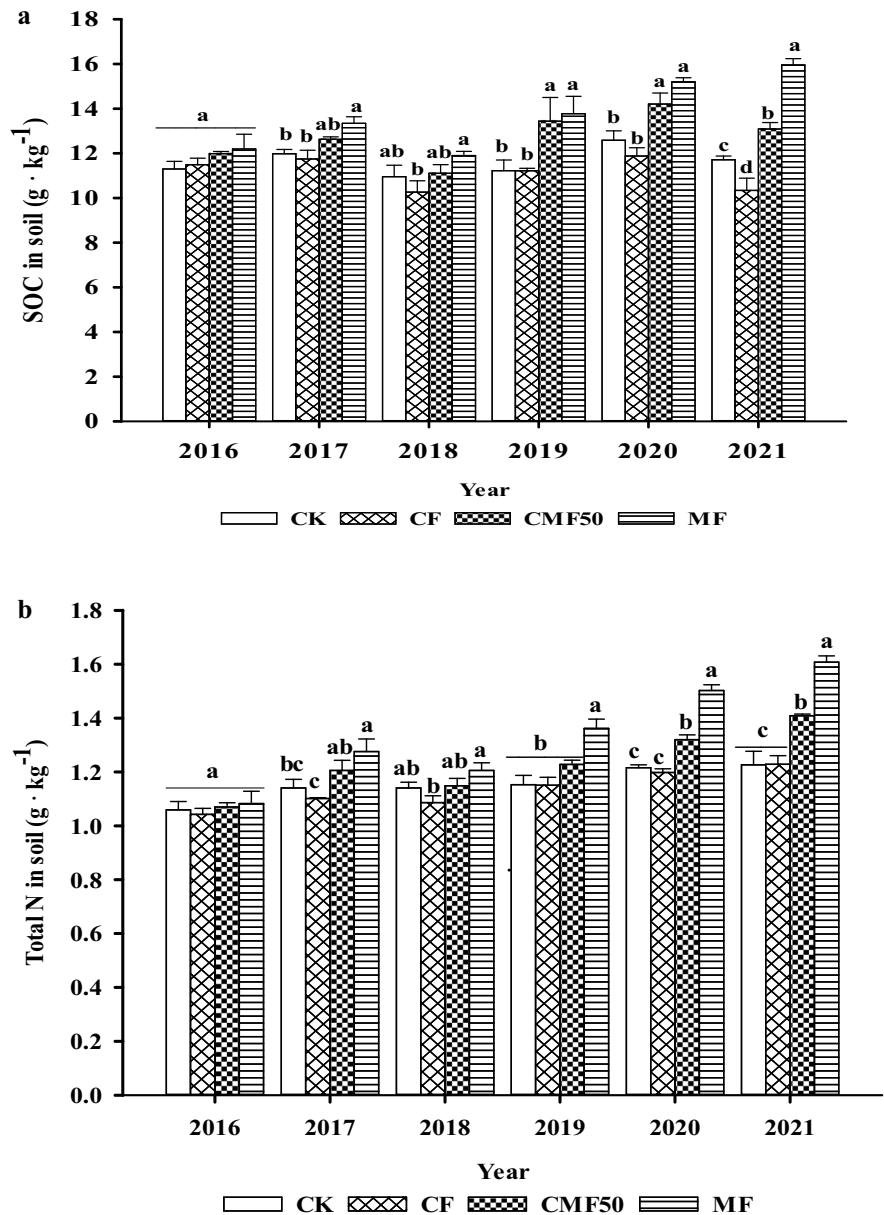 a
SOC in soil (g · kg⁻¹)
18
16
14
12
10
8
6
4
2
0
a
b b ab a
ab b ab a
b b a a
b b a a
c d b a
2016 2017 2018 2019 2020 2021
Year
CK CF CMF50 MF
b
Total N in soil (g · kg⁻¹)
1.8
1.6
1.4
1.2
1.0
0.8
0.6
0.4
0.2
0.0
a
bc c ab a
ab b ab a
b a
c c b a
c b a
2016 2017 2018 2019 2020 2021
Year
CK CF CMF50 MF